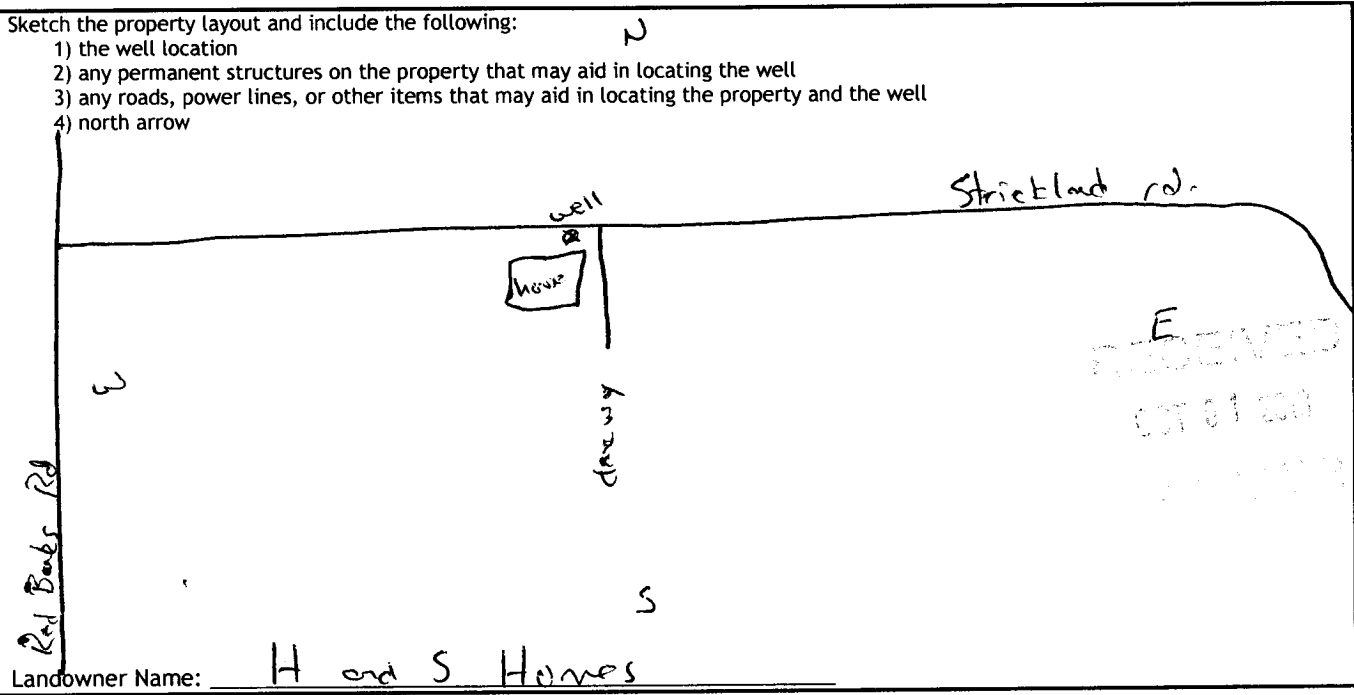 Sketch the property layout and include the following:
N
1) the well location
2) any permanent structures on the property that may aid in locating the well
3) any roads, power lines, or other items that may aid in locating the property and the well
4) north arrow
Strickland rd.
well
house
E
RECEIVED
W
OCT 01
Red Banks Rd
S
Landowner Name: H and S Homes